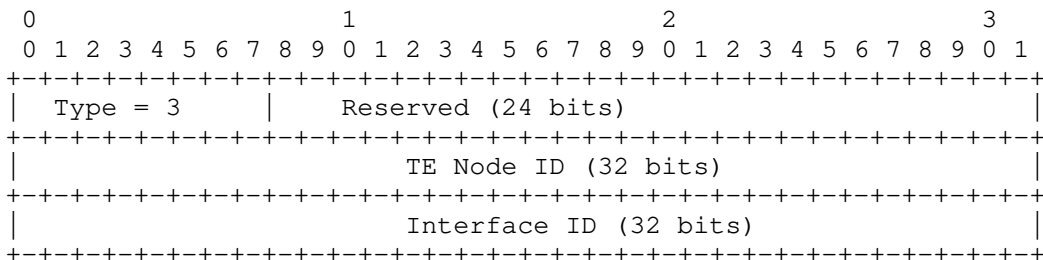 0                   1                   2                   3
 0 1 2 3 4 5 6 7 8 9 0 1 2 3 4 5 6 7 8 9 0 1 2 3 4 5 6 7 8 9 0 1
+-+-+-+-+-+-+-+-+-+-+-+-+-+-+-+-+-+-+-+-+-+-+-+-+-+-+-+-+-+-+-+-+
|  Type = 3     |    Reserved (24 bits)                         |
+-+-+-+-+-+-+-+-+-+-+-+-+-+-+-+-+-+-+-+-+-+-+-+-+-+-+-+-+-+-+-+-+
|                        TE Node ID (32 bits)                   |
+-+-+-+-+-+-+-+-+-+-+-+-+-+-+-+-+-+-+-+-+-+-+-+-+-+-+-+-+-+-+-+-+
|                        Interface ID (32 bits)                 |
+-+-+-+-+-+-+-+-+-+-+-+-+-+-+-+-+-+-+-+-+-+-+-+-+-+-+-+-+-+-+-+-+